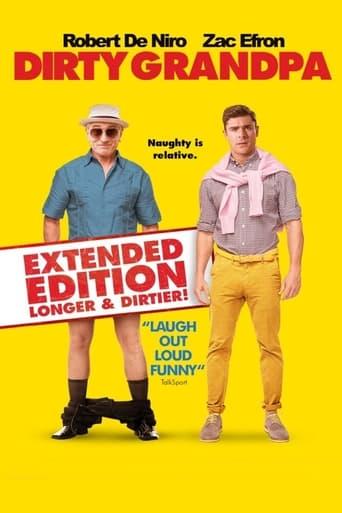 Robert De Niro Zac Efron
DIRTY GRANDPA
Naughty is
relative.
EXTENDED
EDITION
LONGER & DIRTIER!
“LAUGH
OUT
LOUD
FUNNY“
TalkSport